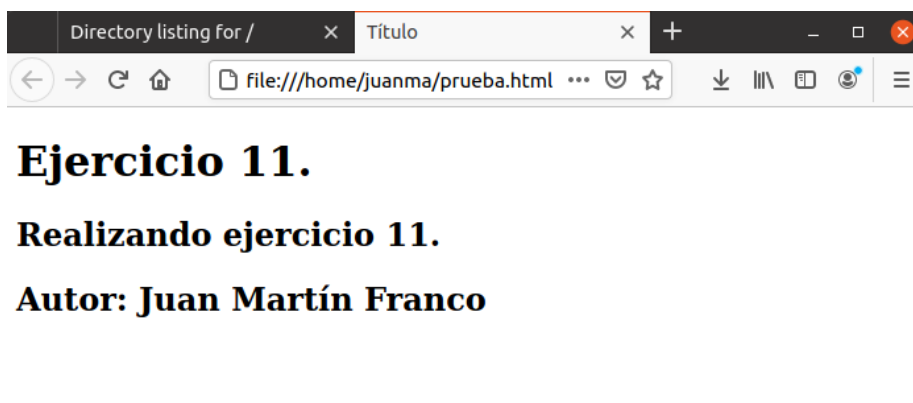 Directory listing for /
Título
file:///home/juanma/prueba.html
Ejercicio 11.
Realizando ejercicio 11.
Autor: Juan Martín Franco